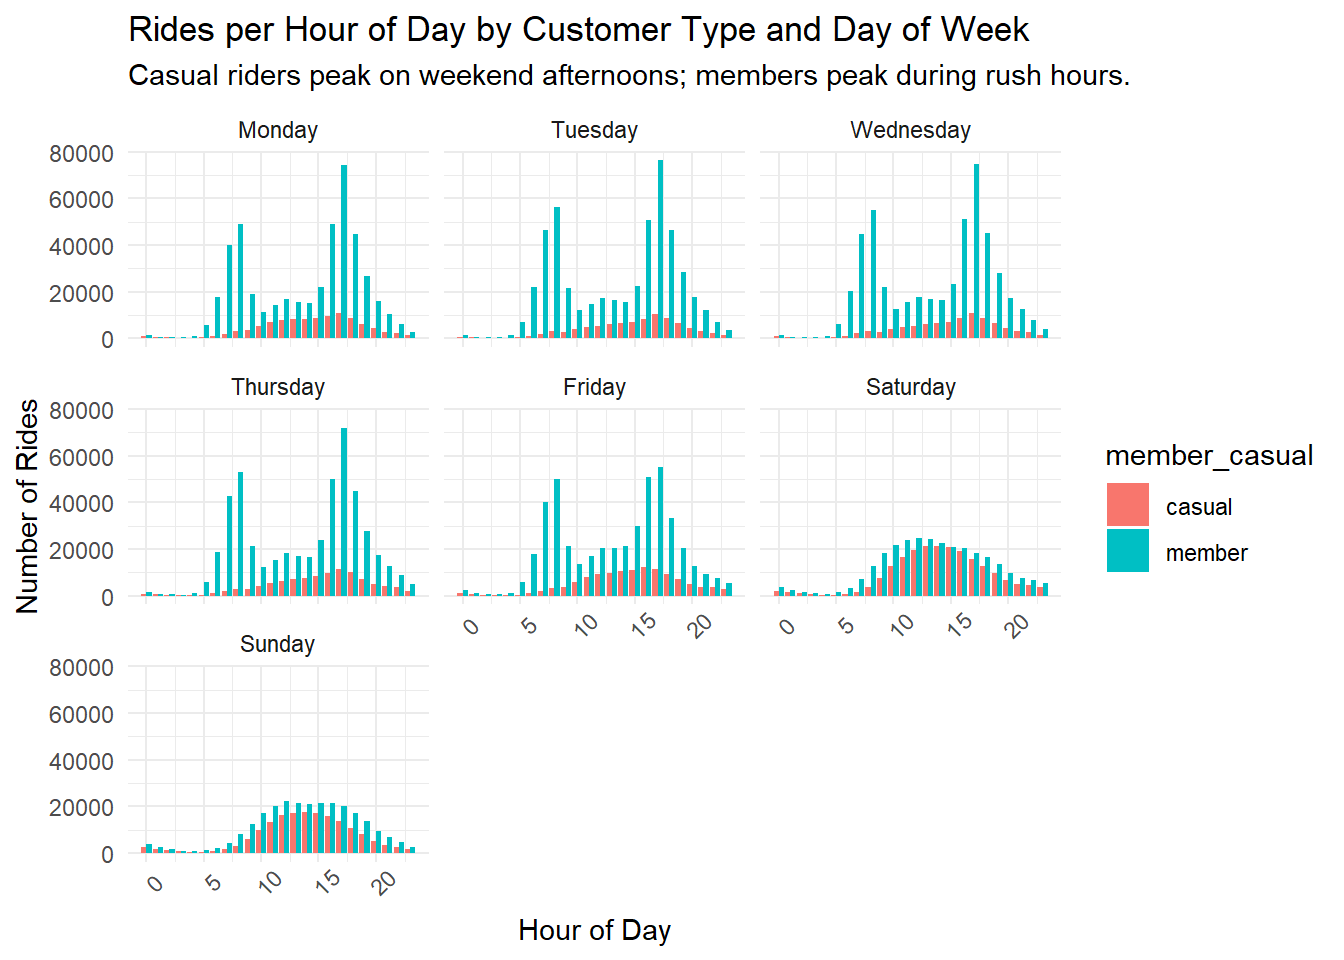 Rides per Hour of Day by Customer Type and Day of Week
Casual riders peak on weekend afternoons; members peak during rush hours.
Monday
Tuesday
Wednesday
80000
60000
40000
20000
0
Thursday
Friday
Saturday
80000
60000
40000
20000
0
0 5 10 15 20
0 5 10 15 20
Sunday
80000
60000
40000
20000
0
0 5 10 15 20
Number of Rides
Hour of Day
member_casual
casual
member